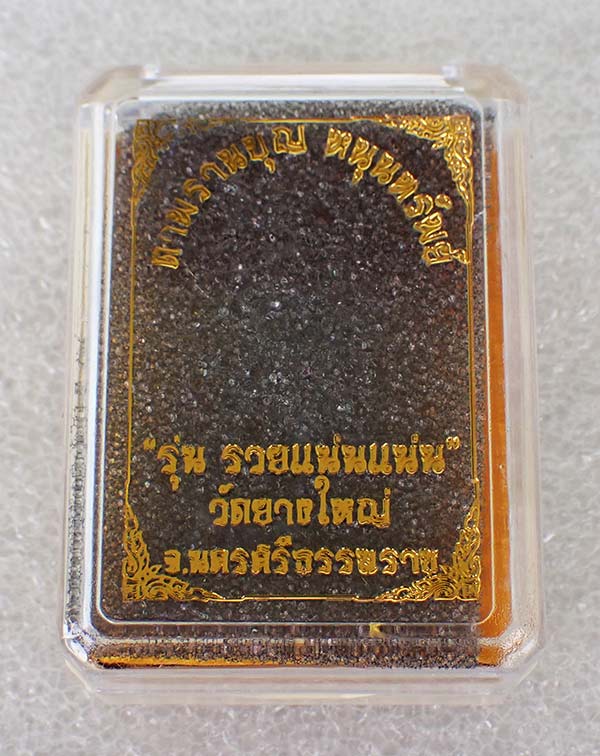 ตาพรานบุญ หนุนทรัพย์
“รุ่น รวยแน่นแน่น”
วัดยางใหญ่
จ.นครศรีธรรมราช.